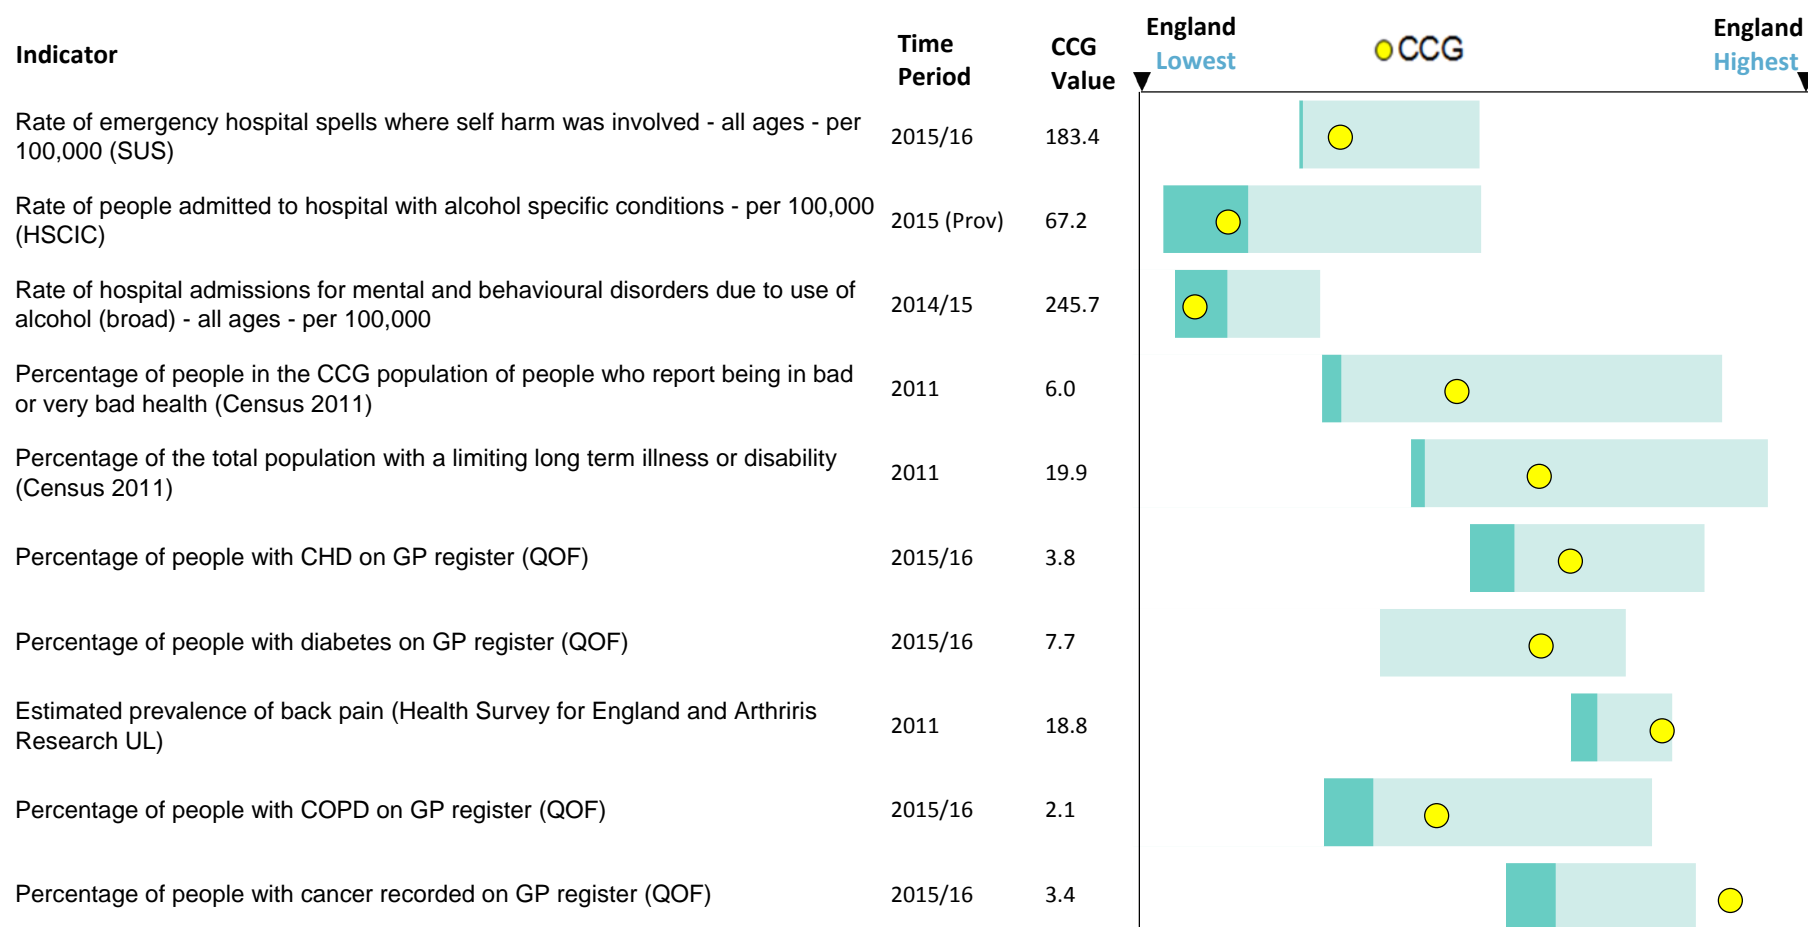 Indicator
Time
Period
CCG
Value
England
Lowest
CCG
England
Highest
Rate of emergency hospital spells where self harm was involved - all ages - per
100,000 (SUS)
2015/16
183.4
Rate of people admitted to hospital with alcohol specific conditions - per 100,000
(HSCIC)
2015 (Prov)
67.2
Rate of hospital admissions for mental and behavioural disorders due to use of
alcohol (broad) - all ages - per 100,000
2014/15
245.7
Percentage of people in the CCG population of people who report being in bad
or very bad health (Census 2011)
2011
6.0
Percentage of the total population with a limiting long term illness or disability
(Census 2011)
2011
19.9
Percentage of people with CHD on GP register (QOF)
2015/16
3.8
Percentage of people with diabetes on GP register (QOF)
2015/16
7.7
Estimated prevalence of back pain (Health Survey for England and Arthriris
Research UL)
2011
18.8
Percentage of people with COPD on GP register (QOF)
2015/16
2.1
Percentage of people with cancer recorded on GP register (QOF)
2015/16
3.4